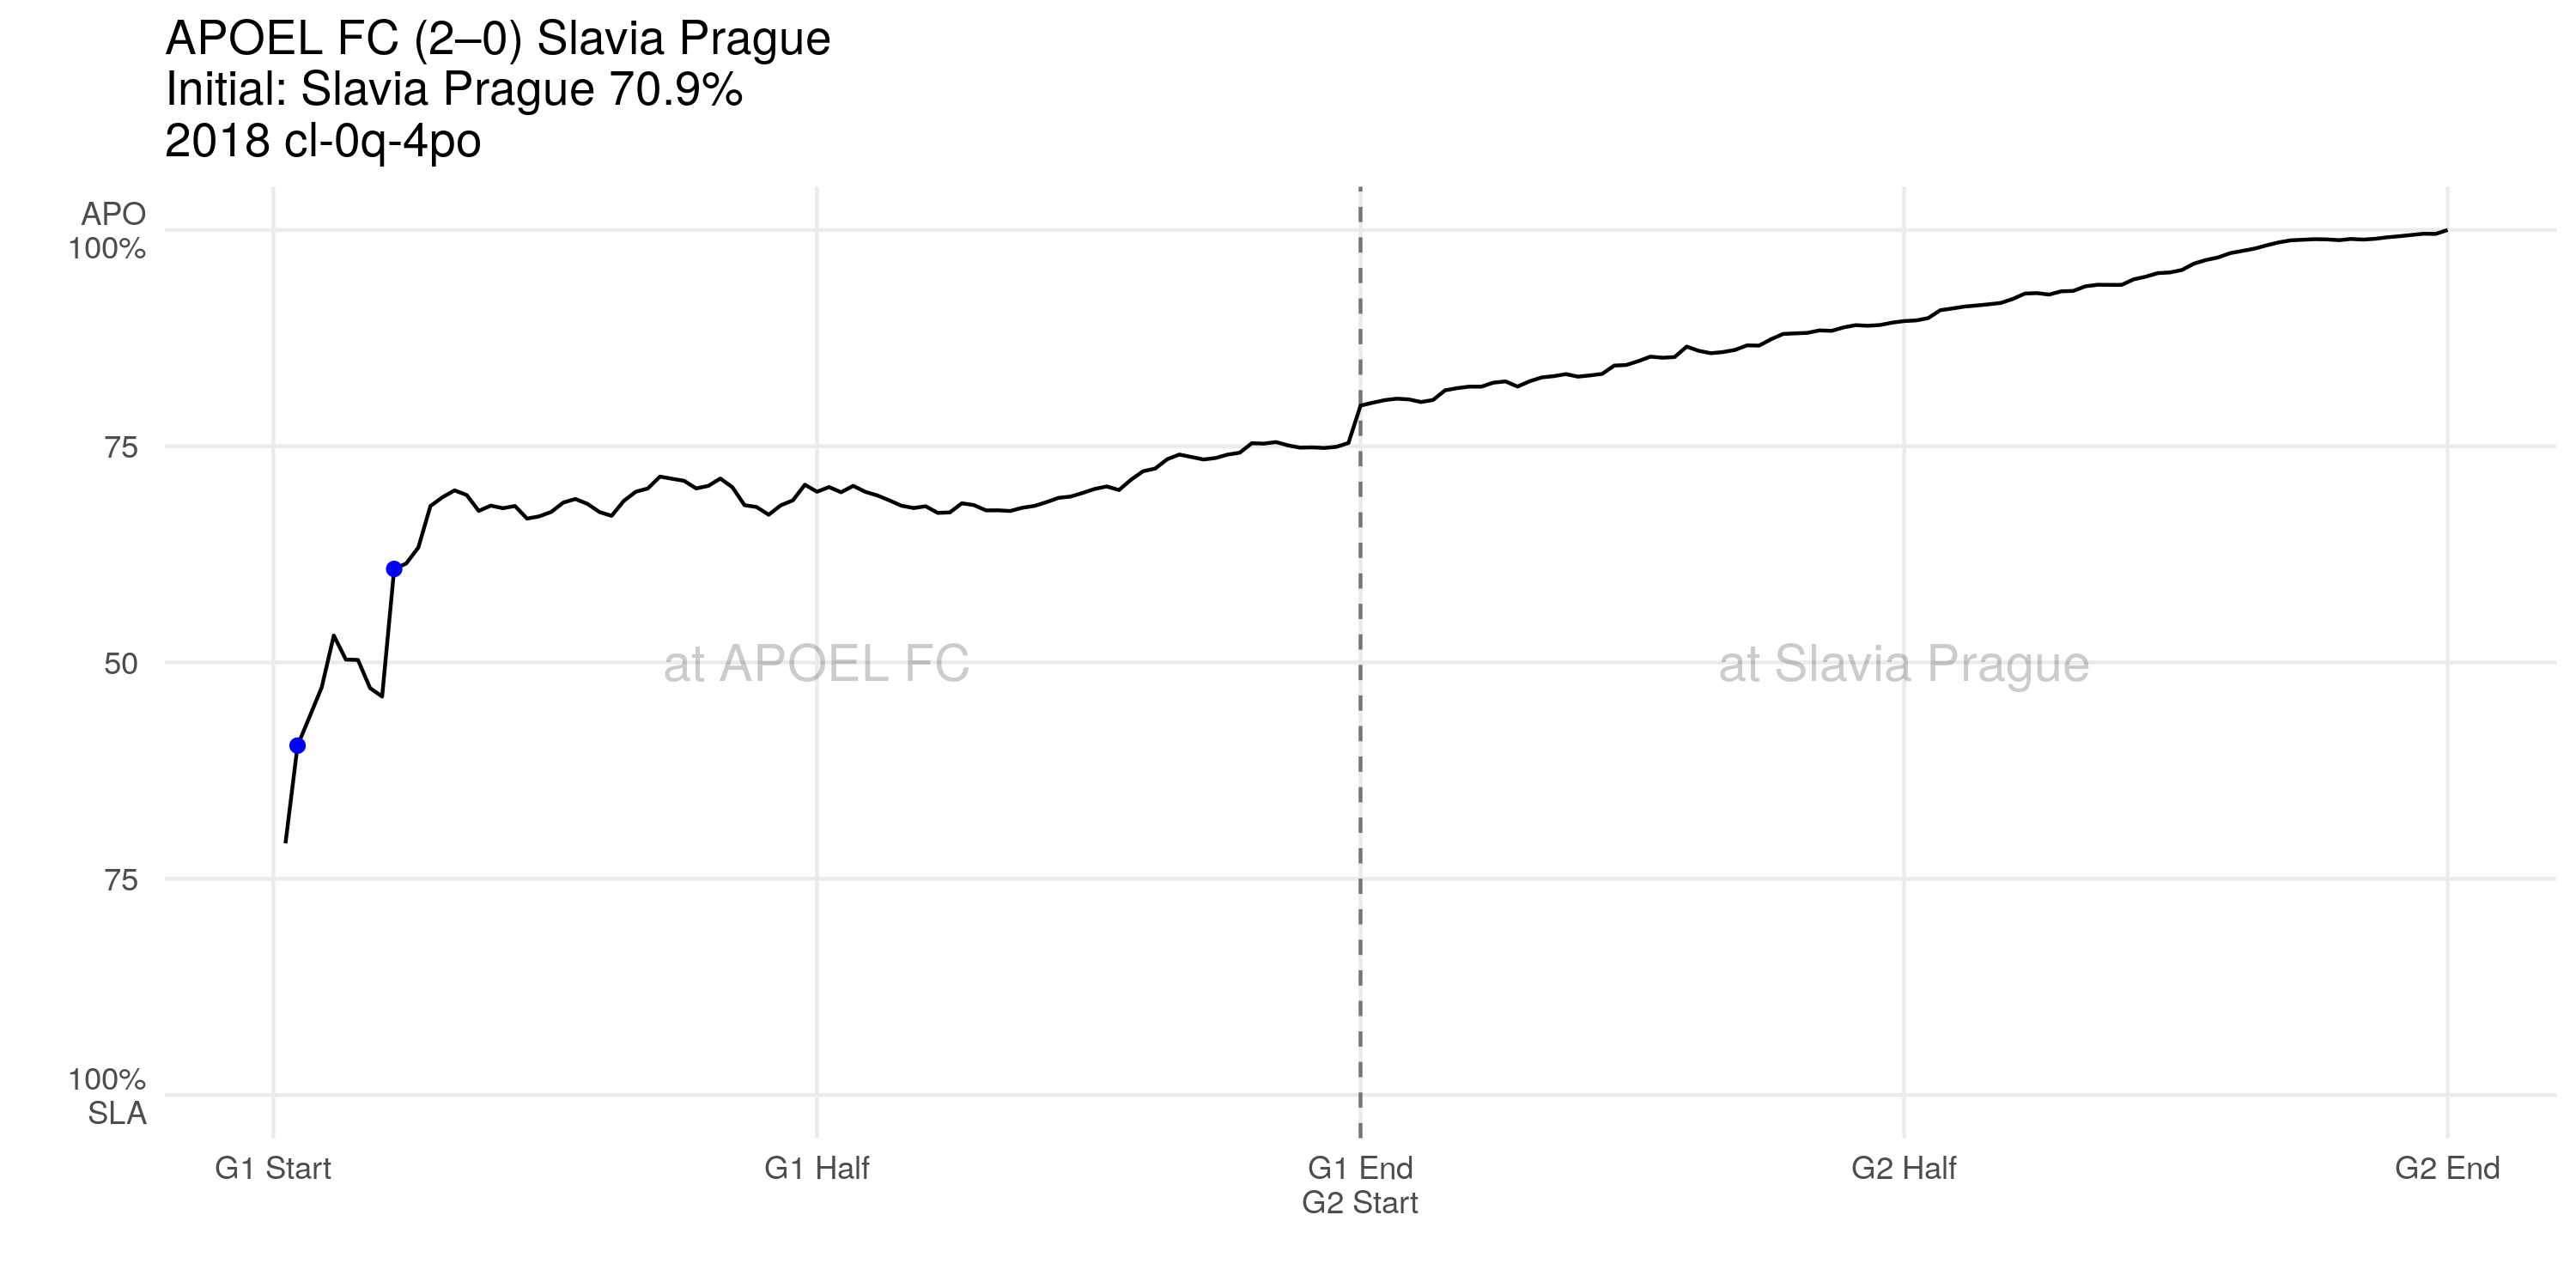 APOEL FC (2–0) Slavia Prague
Initial: Slavia Prague 70.9%
2018 cl-0q-4po
APO
100%
75
50
75
100%
SLA
at APOEL FC
at Slavia Prague
G1 Start
G1 Half
G1 End
G2 Start
G2 Half
G2 End